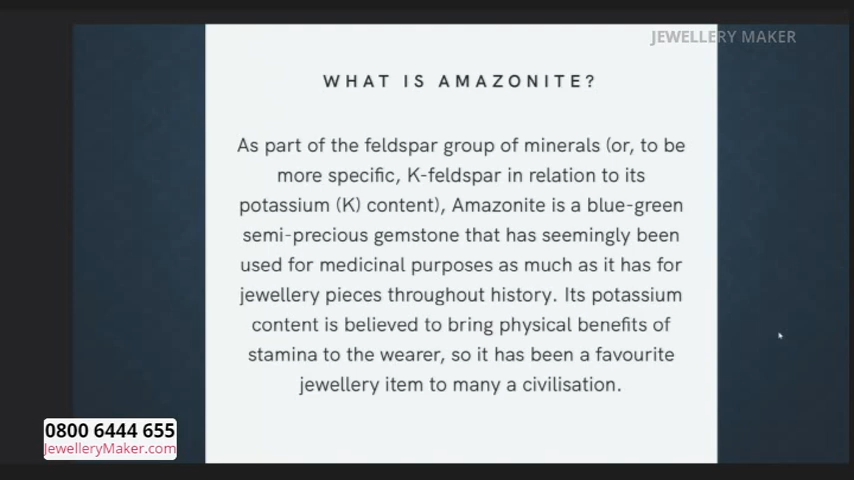 JEWELLERY MAKER
WHAT IS AMAZONITE?
As part of the feldspar group of minerals (or, to be
more specific, K-feldspar in relation to its
potassium (K) content), Amazonite is a blue-green
semi-precious gemstone that has seemingly been
used for medicinal purposes as much as it has for
jewellery pieces throughout history. Its potassium
content is believed to bring physical benefits of
stamina to the wearer, so it has been a favourite
jewellery item to many a civilisation.
0800 6444 655
JewelleryMaker.com